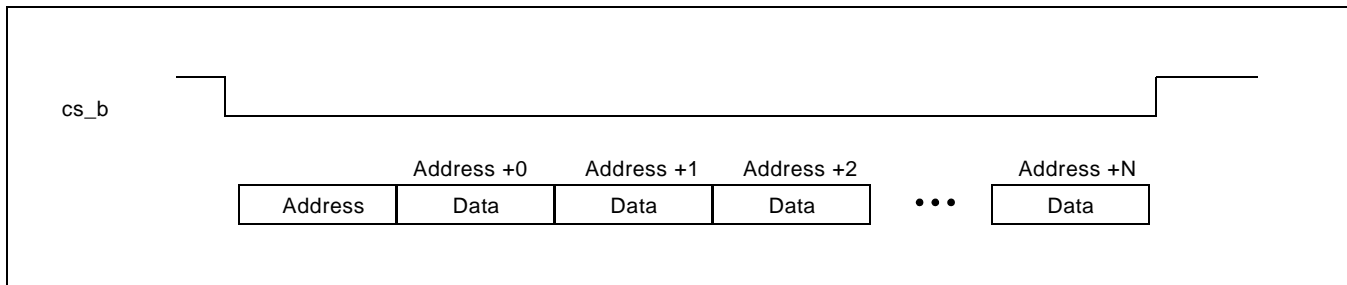 cs_b
Address +0 Address +1 Address +2 Address +N
Address Data Data Data ••• Data